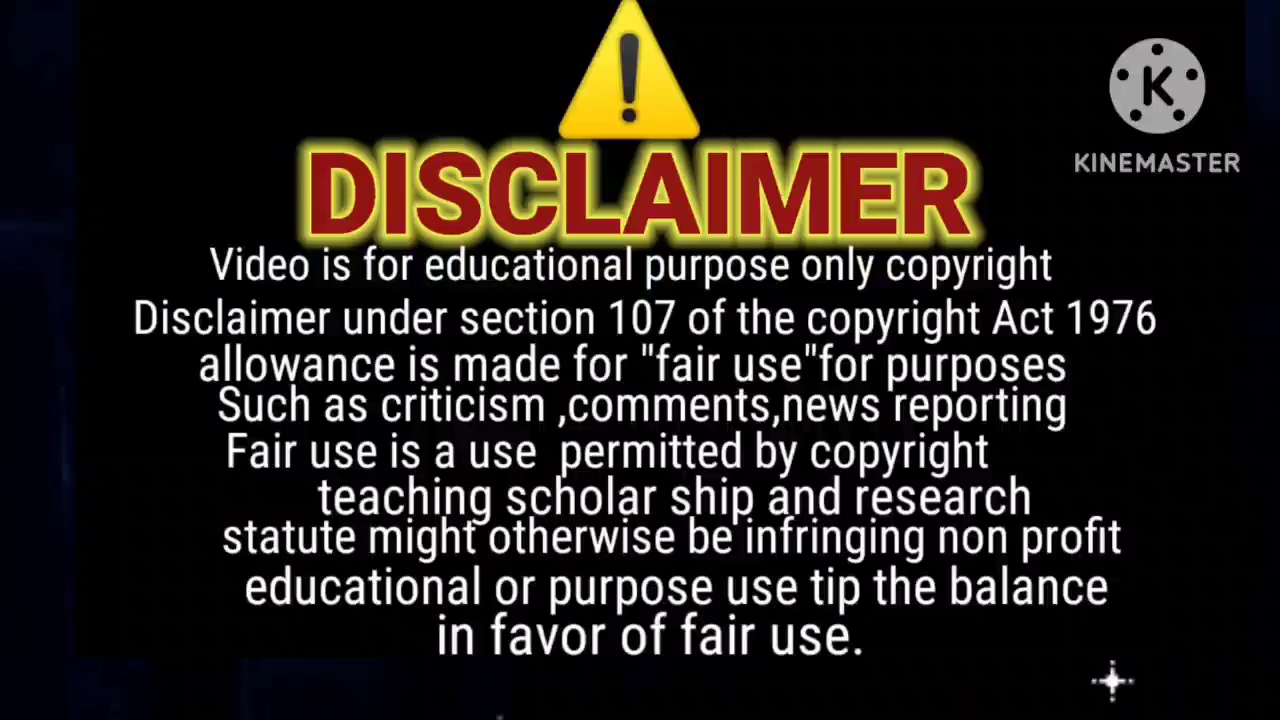 KINEMASTER
DISCLAIMER
Video is for educational purpose only copyright
Disclaimer under section 107 of the copyright Act 1976
allowance is made for "fair use"for purposes
Such as criticism ,comments,news reporting
Fair use is a use permitted by copyright
teaching scholar ship and research
statute might otherwise be infringing non profit
educational or purpose use tip the balance
in favor of fair use.